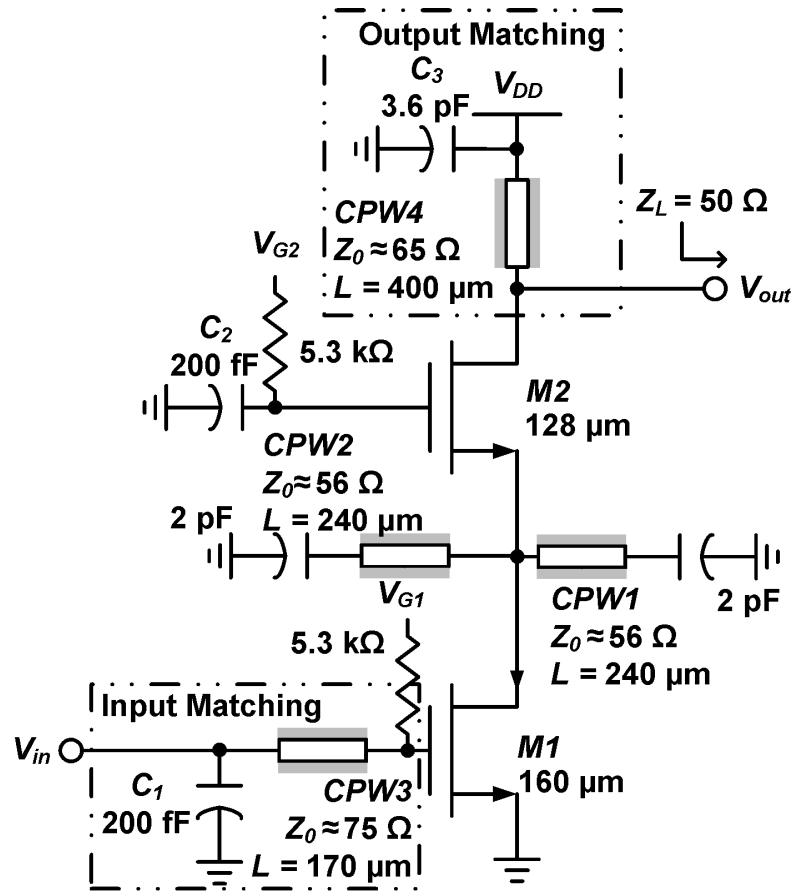 Output Matching
C3
3.6 pF
VDD
CPW4
Z0≈65 Ω
L = 400 µm
ZL = 50 Ω
Vout
VG2
5.3 kΩ
C2
200 fF
M2
128 µm
CPW2
Z0≈56 Ω
L = 240 µm
2 pF
CPW1
Z0≈56 Ω
L = 240 µm
2 pF
VG1
5.3 kΩ
Input Matching
Vin
C1
200 fF
CPW3
Z0≈75 Ω
L = 170 µm
M1
160 µm